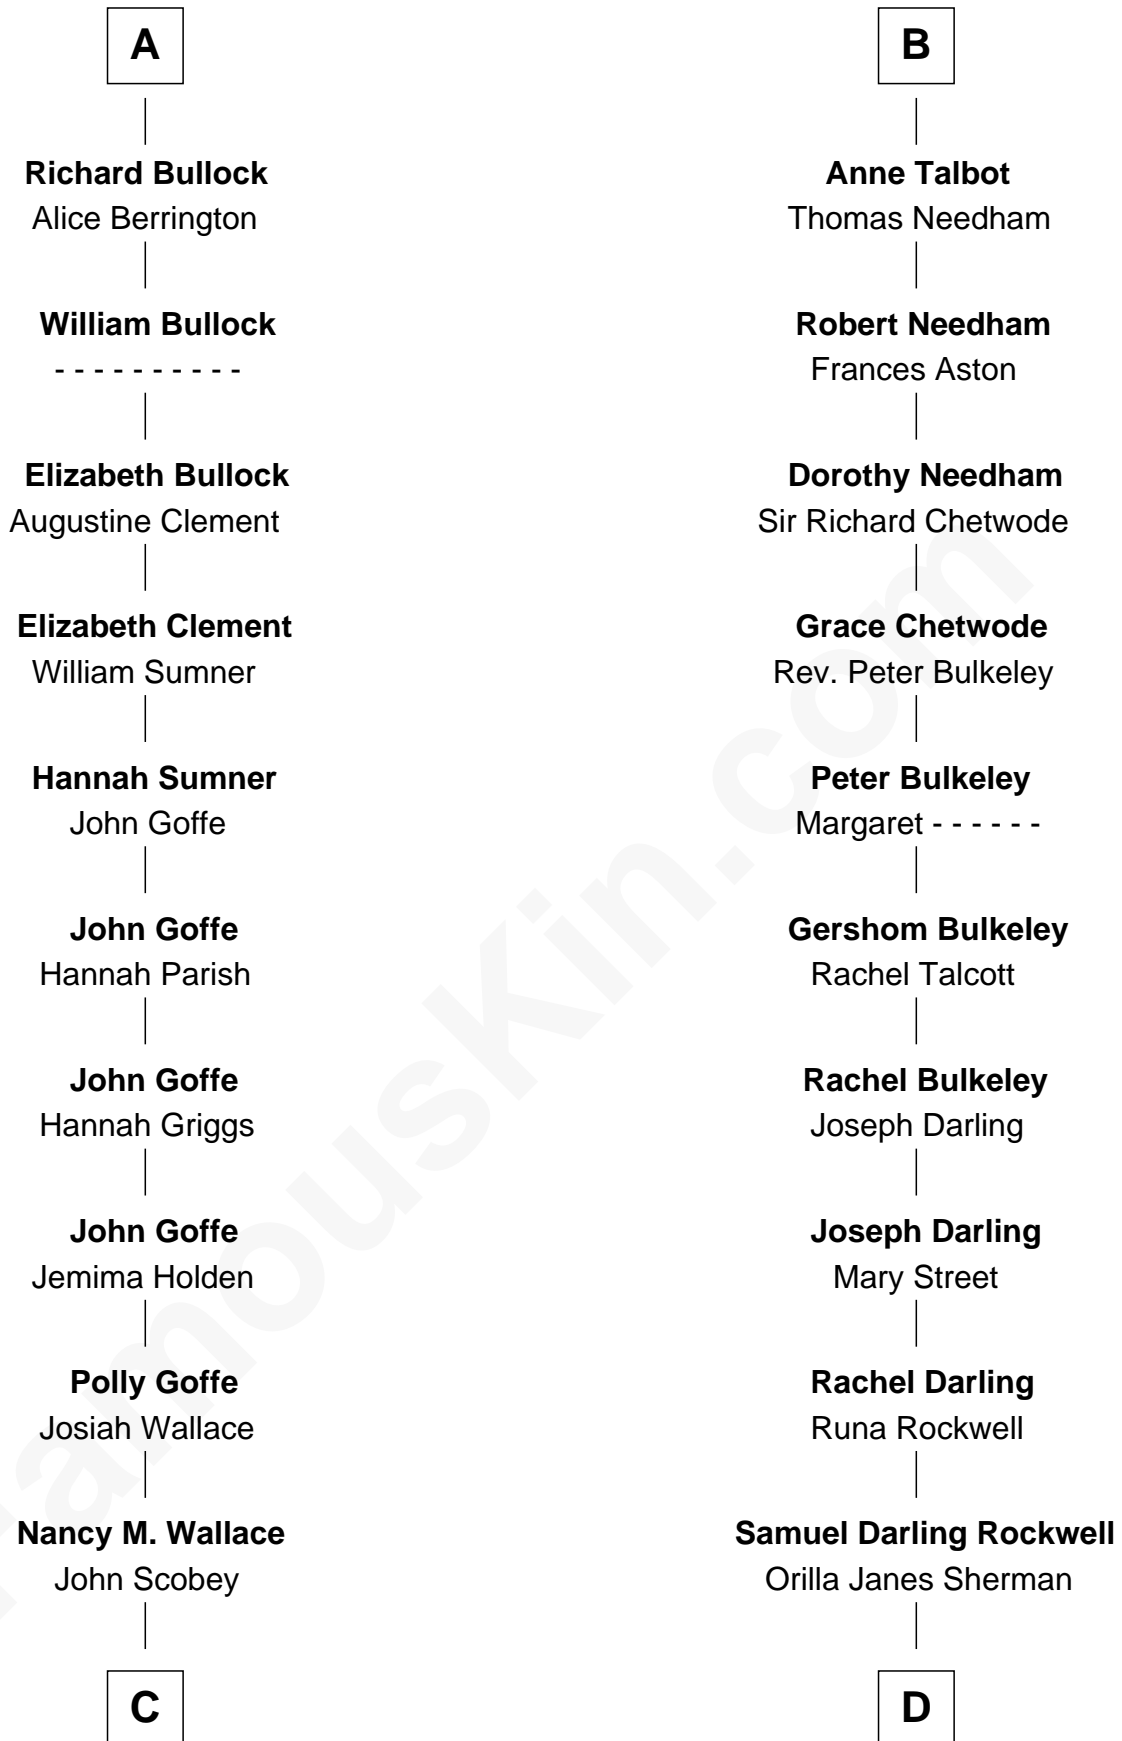 A
Richard Bullock
Alice Berrington
William Bullock
- - - - - - - - - -
Elizabeth Bullock
Augustine Clement
Elizabeth Clement
William Sumner
Hannah Sumner
John Goffe
John Goffe
Hannah Parish
John Goffe
Hannah Griggs
John Goffe
Jemima Holden
Polly Goffe
Josiah Wallace
Nancy M. Wallace
John Scobey
C
B
Anne Talbot
Thomas Needham
Robert Needham
Frances Aston
Dorothy Needham
Sir Richard Chetwode
Grace Chetwode
Rev. Peter Bulkeley
Peter Bulkeley
Margaret - - - - - -
Gershom Bulkeley
Rachel Talcott
Rachel Bulkeley
Joseph Darling
Joseph Darling
Mary Street
Rachel Darling
Runa Rockwell
Samuel Darling Rockwell
Orilla Janes Sherman
D
FamousKin.com